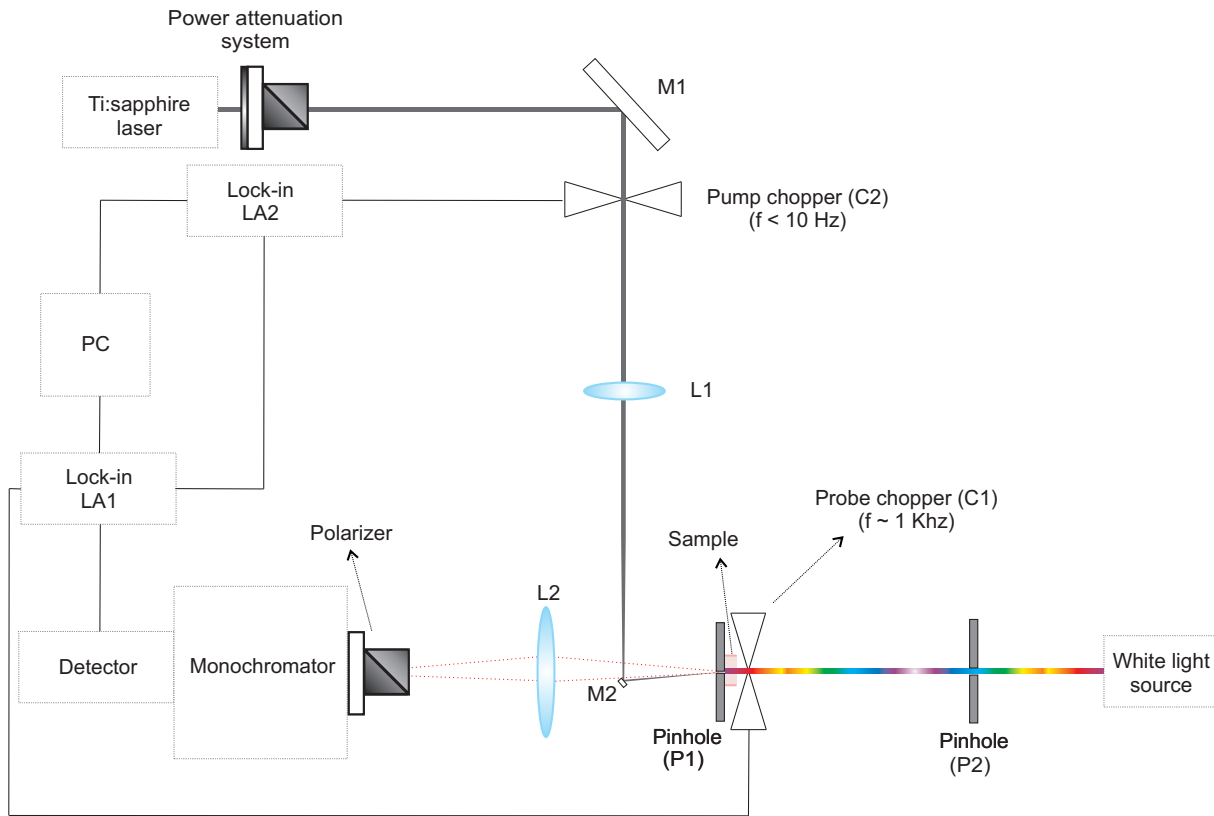 Power attenuation
system
Ti:sapphire
laser
M1
Lock-in
LA2
Pump chopper (C2)
(f < 10 Hz)
PC
L1
Lock-in
LA1
Probe chopper (C1)
(f ~ 1 Khz)
Polarizer
Sample
L2
Detector
Monochromator
M2
White light
source
Pinhole
(P1)
Pinhole
(P2)